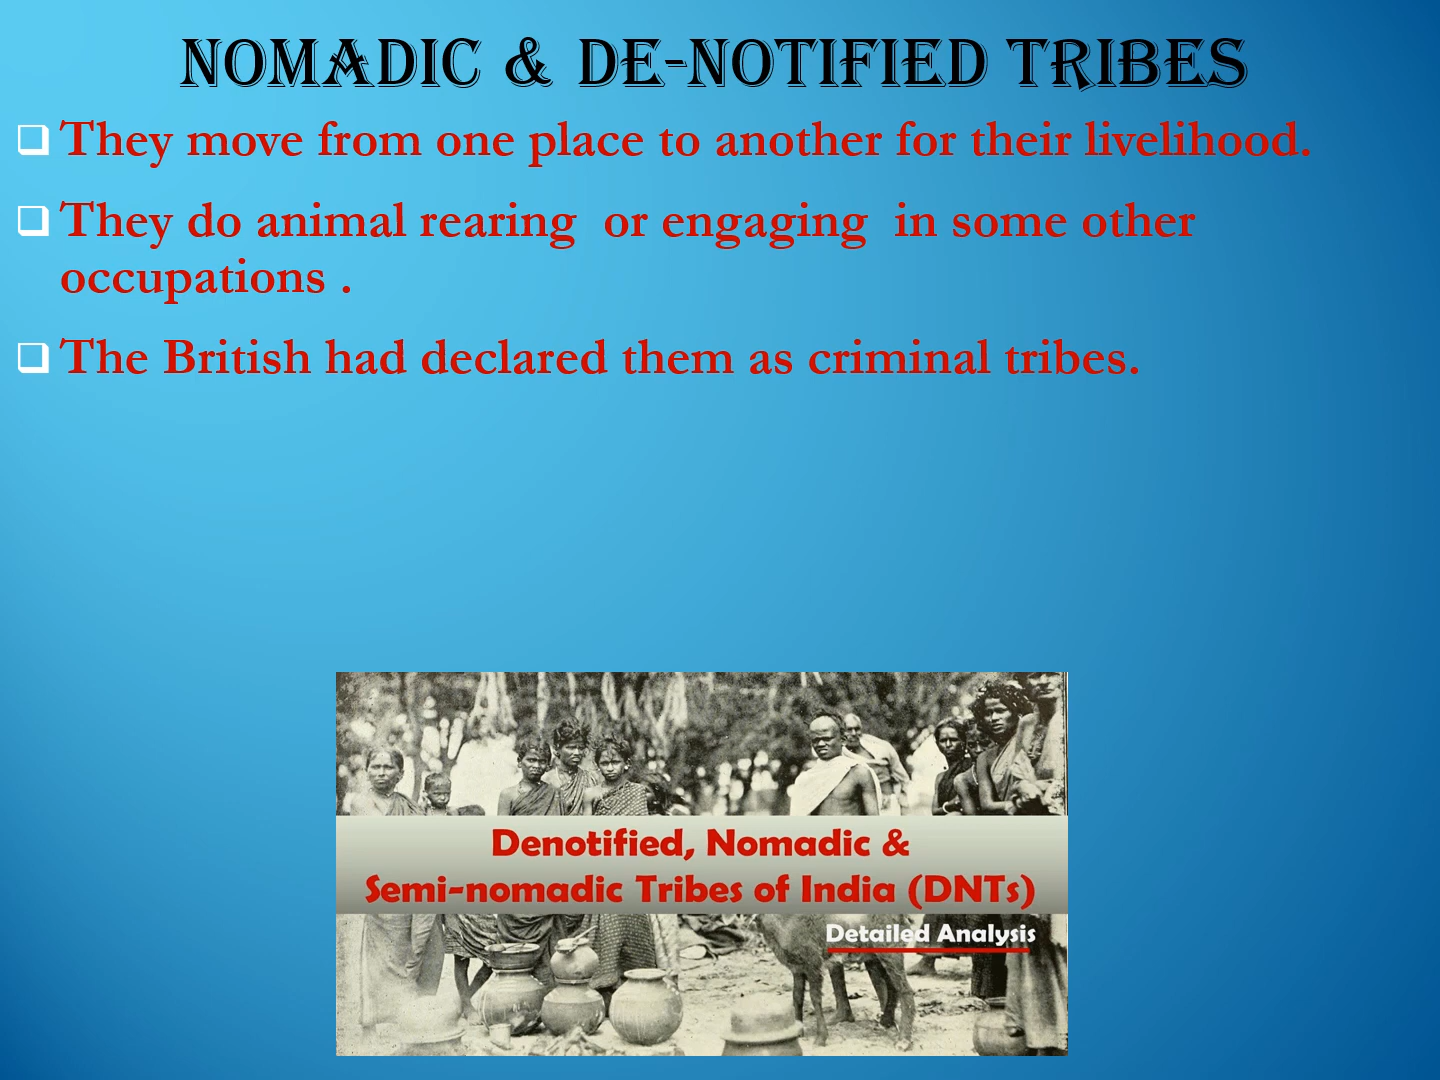 NOMADIC & DE-NOTIFIED TRIBES
They move from one place to another for their livelihood.
They do animal rearing or engaging in some other
occupations .
The British had declared them as criminal tribes.
Denotified, Nomadic &
Semi-nomadic Tribes of India (DNTs)
Detailed Analysis